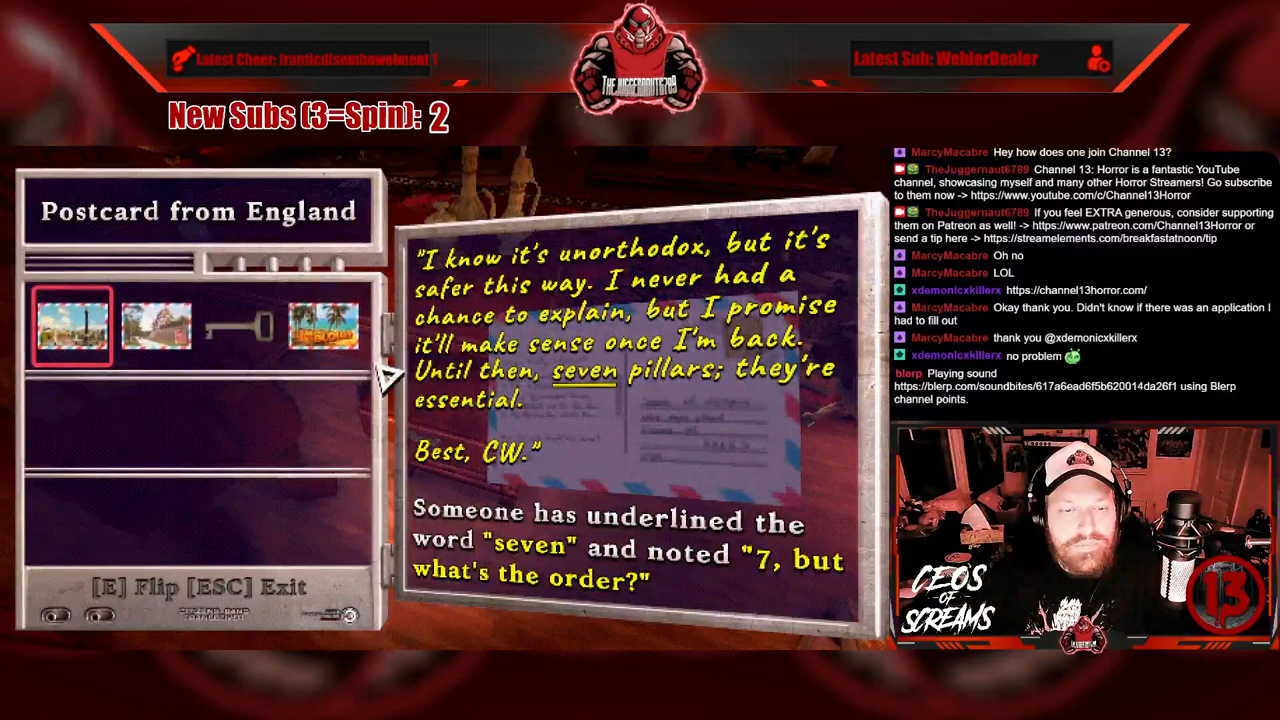 Latest Cheer: franticdisembowelment 1
Latest Sub: WehlerDealer
THEJUGGERNAUT6789
New Subs (3=Spin): 2
Postcard from England
[E] Flip [ESC] Exit
"I know it's unorthodox, but it's
safer this way. I never had a
chance to explain, but I promise
it'll make sense once I'm back.
Until then, seven pillars; they're
essential.
Best, CW."
Someone has underlined the
word "seven" and noted "7, but
what's the order?"
MarcyMacabre Hey how does one join Channel 13?
TheJuggernaut6789 Channel 13: Horror is a fantastic YouTube
channel, showcasing myself and many other Horror Streamers! Go subscribe
to them now -> https://www.youtube.com/c/Channel13Horror
TheJuggernaut6789 If you feel EXTRA generous, consider supporting
them on Patreon as well! -> https://www.patreon.com/Channel13Horror or
send a tip here -> https://streamelements.com/breakfastatnoon/tip
MarcyMacabre Oh no
MarcyMacabre LOL
xdemonicxkillerx https://channel13horror.com/
MarcyMacabre Okay thank you. Didn't know if there was an application I
had to fill out
MarcyMacabre thank you @xdemonicxkillerx
xdemonicxkillerx no problem
blerp Playing sound
https://blerp.com/soundbites/617a6ead6f5b620014da26f1 using Blerp
channel points.
CEOS
OF
SCREAMS
13